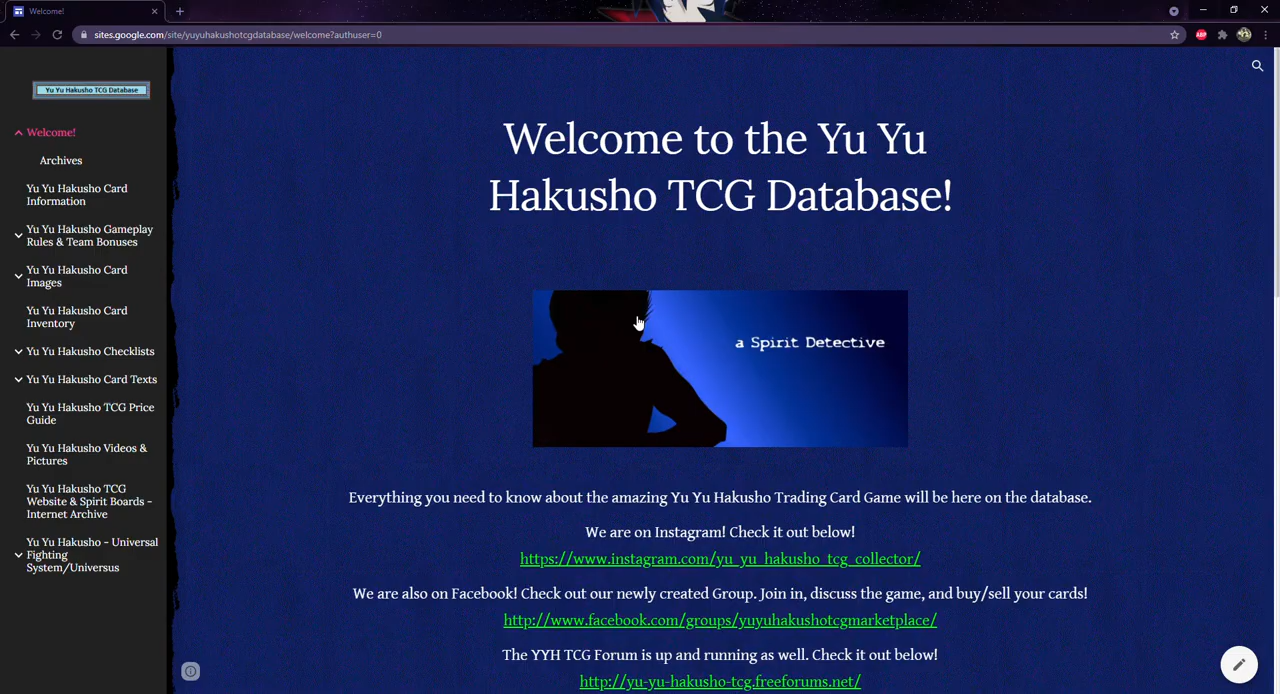 Welcome!
sites.google.com/site/yuyuhakushotcgdatabase/welcome?authuser=0
ABP
Yu Yu Hakusho TCG Database
Welcome!
Archives
Yu Yu Hakusho Card
Information
Yu Yu Hakusho Gameplay
Rules & Team Bonuses
Yu Yu Hakusho Card
Images
Yu Yu Hakusho Card
Inventory
Yu Yu Hakusho Checklists
Yu Yu Hakusho Card Texts
Yu Yu Hakusho TCG Price
Guide
Yu Yu Hakusho Videos &
Pictures
Yu Yu Hakusho TCG
Website & Spirit Boards -
Internet Archive
Yu Yu Hakusho - Universal
Fighting
System/Universus
Welcome to the Yu Yu
Hakusho TCG Database!
a Spirit Detective
Everything you need to know about the amazing Yu Yu Hakusho Trading Card Game will be here on the database.
We are on Instagram! Check it out below!
https://www.instagram.com/yu_yu_hakusho_tcg_collector/
We are also on Facebook! Check out our newly created Group. Join in, discuss the game, and buy/sell your cards!
http://www.facebook.com/groups/yuyuhakushotcgmarketplace/
The YYH TCG Forum is up and running as well. Check it out below!
http://yu-yu-hakusho-tcg.freeforums.net/